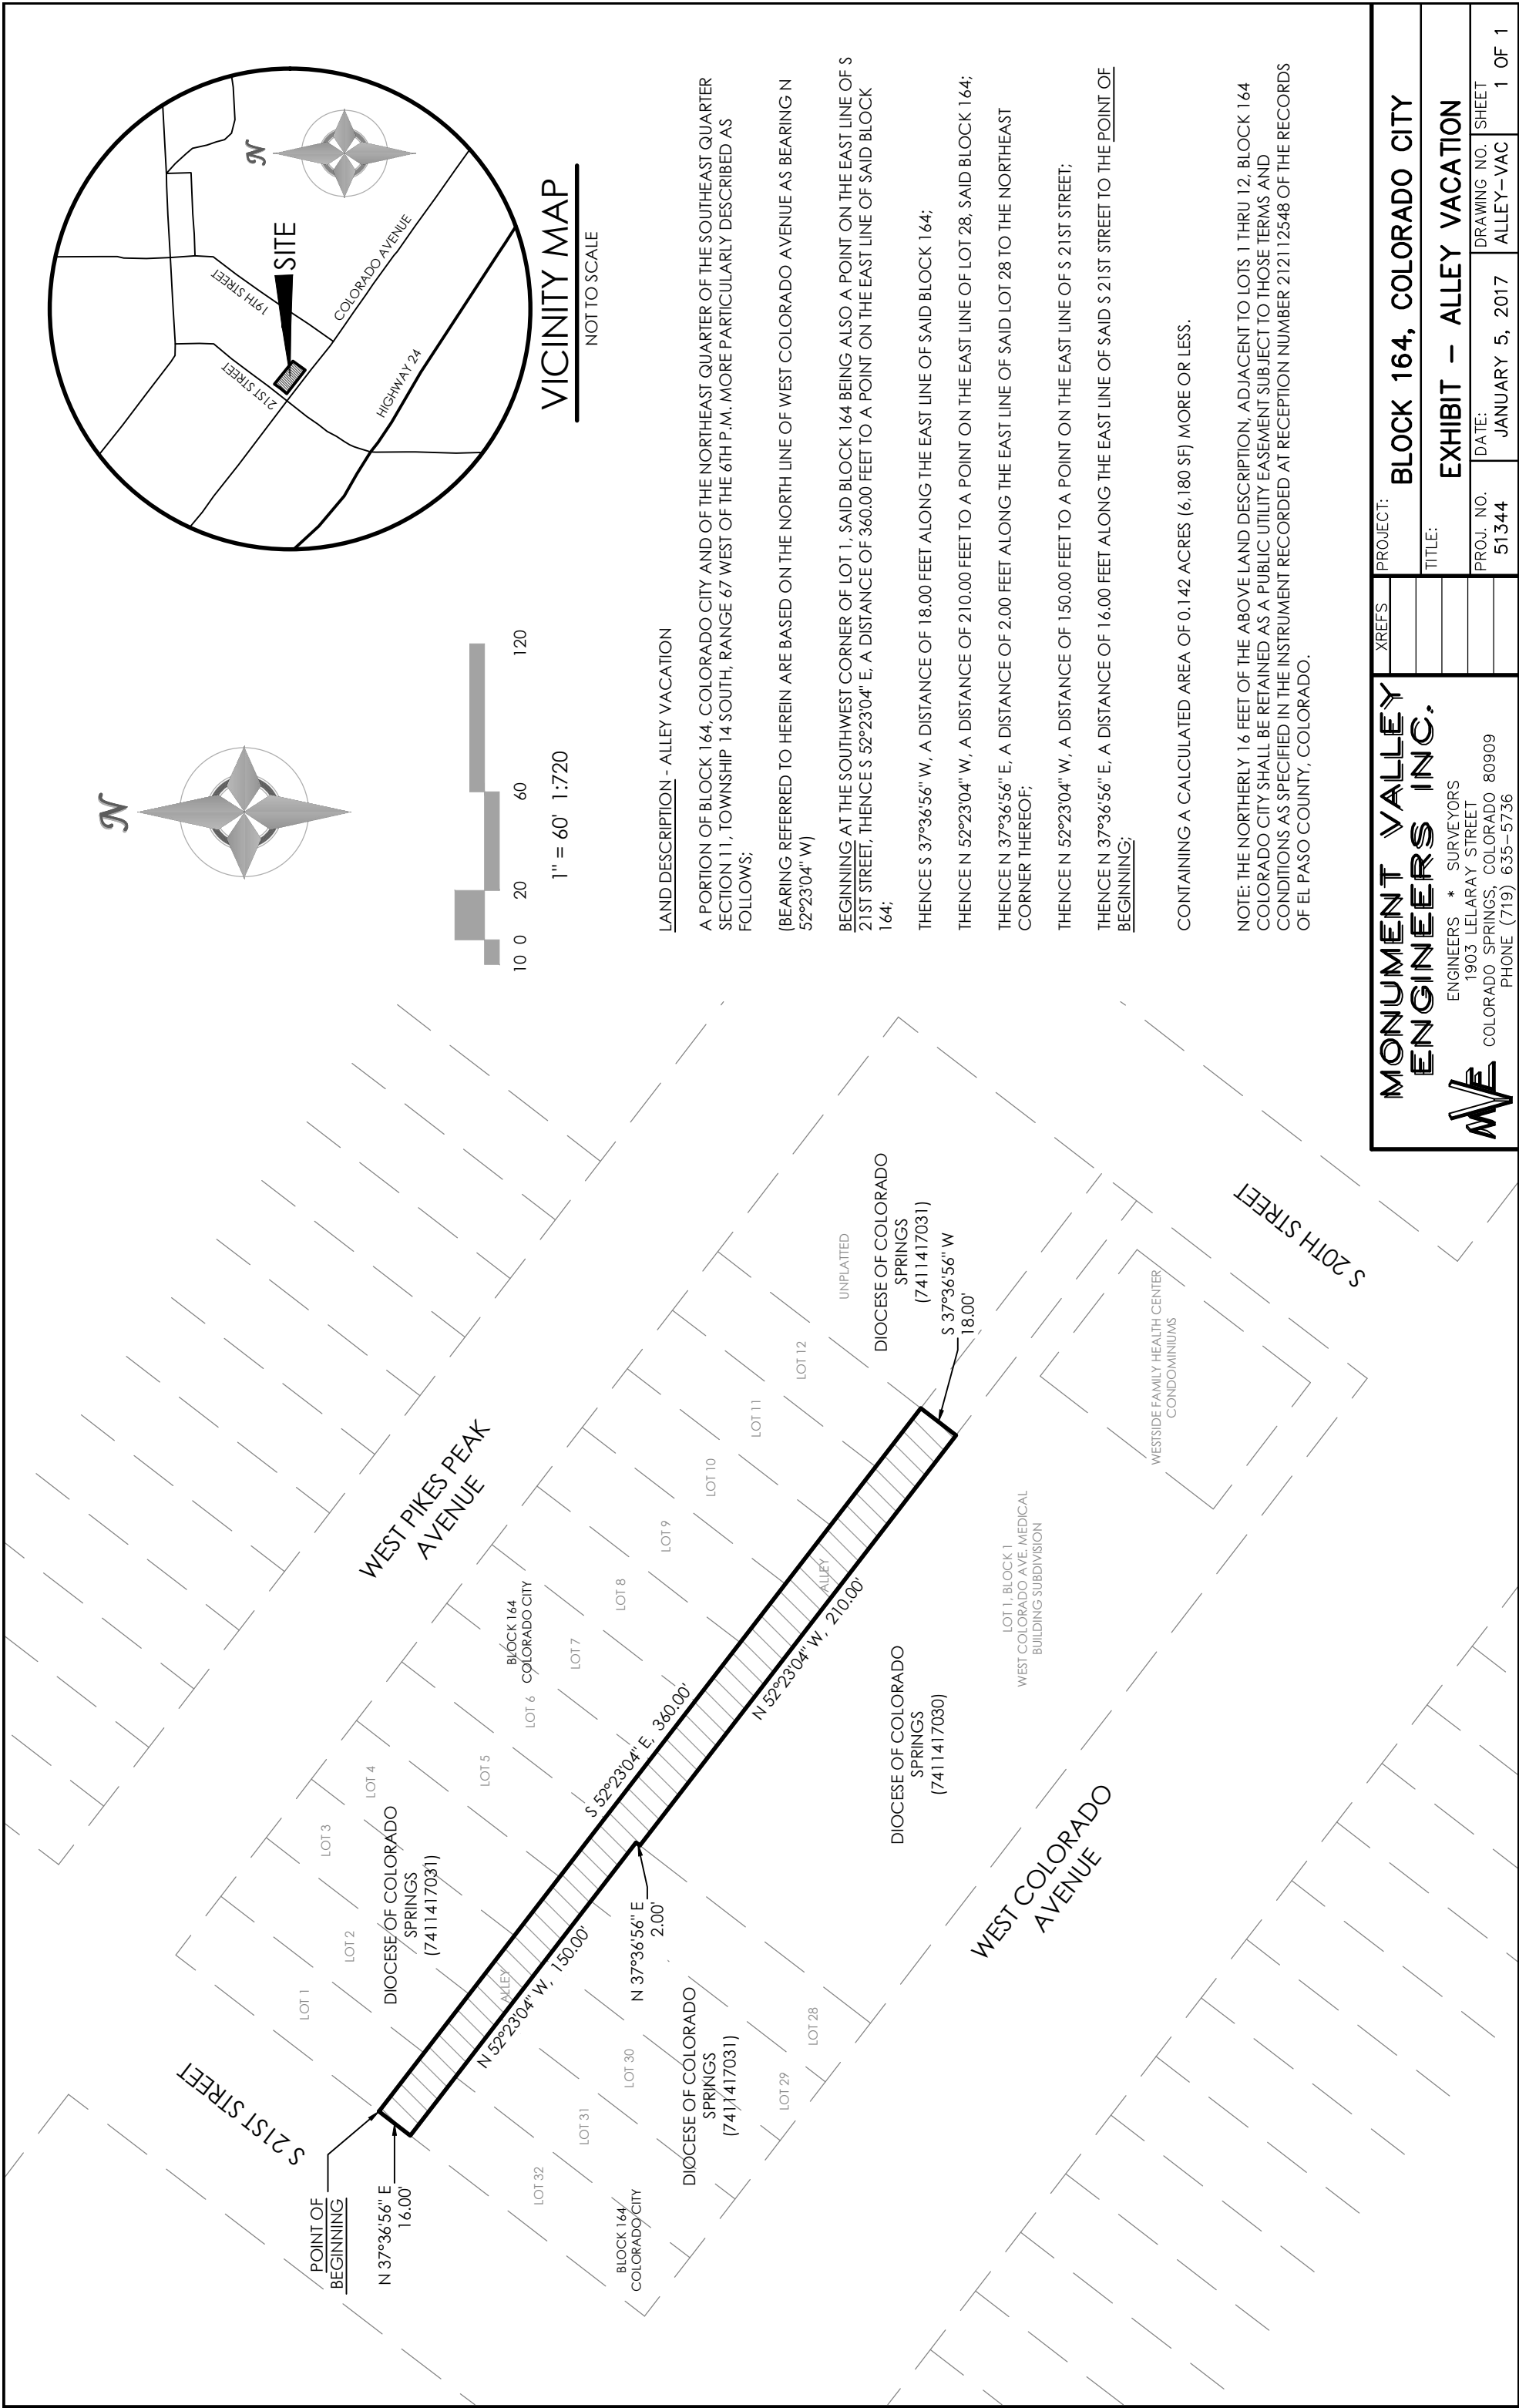 POINT OF
BEGINNING
N 37°36'56" E
16.00'
S 21ST STREET
WEST PIKES PEAK
AVENUE
S 20TH STREET
WEST COLORADO
AVENUE
LOT 1
LOT 2
LOT 3
LOT 4
LOT 5
LOT 6
LOT 7
LOT 8
LOT 9
LOT 10
LOT 11
LOT 12
UNPLATTED
BLOCK 164
COLORADO CITY
DIOCESE OF COLORADO
SPRINGS
(7411417031)
DIOCESE OF COLORADO
SPRINGS
(7411417031)
S 37°36'56" W
18.00'
S 52°23'04" E, 360.00'
ALLEY
N 52°23'04" W, 150.00'
ALLEY
N 52°23'04" W, 210.00'
N 37°36'56" E
2.00'
LOT 32
LOT 31
LOT 30
LOT 29
LOT 28
BLOCK 164
COLORADO CITY
DIOCESE OF COLORADO
SPRINGS
(7411417031)
DIOCESE OF COLORADO
SPRINGS
(7411417030)
LOT 1, BLOCK 1
WEST COLORADO AVE. MEDICAL
BUILDING SUBDIVISION
WESTSIDE FAMILY HEALTH CENTER
CONDOMINIUMS
N
10 0 20 60 120
1" = 60' 1:720
N
SITE
19TH STREET
21ST STREET
COLORADO AVENUE
HIGHWAY 24
VICINITY MAP
NOT TO SCALE
LAND DESCRIPTION - ALLEY VACATION
A PORTION OF BLOCK 164, COLORADO CITY AND OF THE NORTHEAST QUARTER OF THE SOUTHEAST QUARTER
SECTION 11, TOWNSHIP 14 SOUTH, RANGE 67 WEST OF THE 6TH P.M. MORE PARTICULARLY DESCRIBED AS
FOLLOWS;
(BEARING REFERRED TO HEREIN ARE BASED ON THE NORTH LINE OF WEST COLORADO AVENUE AS BEARING N
52°23'04" W)
BEGINNING AT THE SOUTHWEST CORNER OF LOT 1, SAID BLOCK 164 BEING ALSO A POINT ON THE EAST LINE OF S
21ST STREET, THENCE S 52°23'04" E, A DISTANCE OF 360.00 FEET TO A POINT ON THE EAST LINE OF SAID BLOCK
164;
THENCE S 37°36'56" W, A DISTANCE OF 18.00 FEET ALONG THE EAST LINE OF SAID BLOCK 164;
THENCE N 52°23'04" W, A DISTANCE OF 210.00 FEET TO A POINT ON THE EAST LINE OF LOT 28, SAID BLOCK 164;
THENCE N 37°36'56" E, A DISTANCE OF 2.00 FEET ALONG THE EAST LINE OF SAID LOT 28 TO THE NORTHEAST
CORNER THEREOF;
THENCE N 52°23'04" W, A DISTANCE OF 150.00 FEET TO A POINT ON THE EAST LINE OF S 21ST STREET;
THENCE N 37°36'56" E, A DISTANCE OF 16.00 FEET ALONG THE EAST LINE OF SAID S 21ST STREET TO THE POINT OF
BEGINNING;
CONTAINING A CALCULATED AREA OF 0.142 ACRES (6,180 SF) MORE OR LESS.
NOTE: THE NORTHERLY 16 FEET OF THE ABOVE LAND DESCRIPTION, ADJACENT TO LOTS 1 THRU 12, BLOCK 164
COLORADO CITY SHALL BE RETAINED AS A PUBLIC UTILITY EASEMENT SUBJECT TO THOSE TERMS AND
CONDITIONS AS SPECIFIED IN THE INSTRUMENT RECORDED AT RECEPTION NUMBER 212112548 OF THE RECORDS
OF EL PASO COUNTY, COLORADO.
MONUMENT VALLEY
ENGINEERS INC.
ENGINEERS * SURVEYORS
1903 LELARAY STREET
COLORADO SPRINGS, COLORADO 80909
PHONE (719) 635-5736
MVE
XREFS
PROJECT:
BLOCK 164, COLORADO CITY
TITLE:
EXHIBIT - ALLEY VACATION
PROJ. NO. DATE: DRAWING NO. SHEET
51344 JANUARY 5, 2017 ALLEY-VAC 1 OF 1